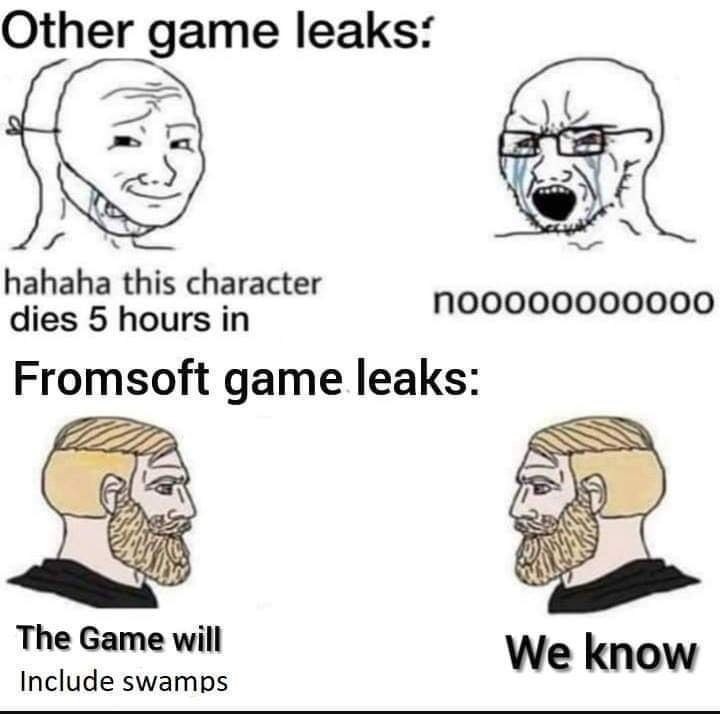 Other game leaks:
hahaha this character
dies 5 hours in
noooooooooooo
Fromsoft game leaks:
The Game will
Include swamps
We know